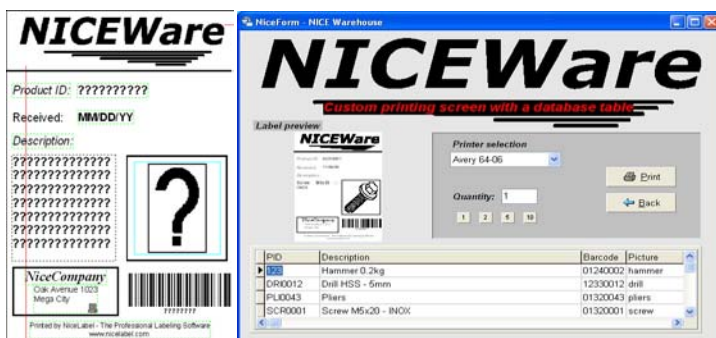 NICEWare
Product ID: ??????????
Received: MM/DD/YY
Description:
?????????????
?????????????
?????????????
?????????????
?????????????
?????????????
?????????????
?
NiceCompany
Oak Avenue 1023
Mega City
????????
Printed by NiceLabel - The Professional Labeling Software
www.nicelabel.com
NiceForm - NICE Warehouse
NICEWare
Custom printing screen with a database table
Label preview
NICEWare
NiceCompany
Printer selection
Avery 64-06
Print
Quantity: 1
Back
1 2 5 10
PID Description Barcode Picture
123 Hammer 0.2kg 01240002 hammer
DRI0012 Drill HSS - 5mm 12330012 drill
PLI0043 Pliers 01320043 pliers
SCR0001 Screw M5x20 - INOX 01320001 screw